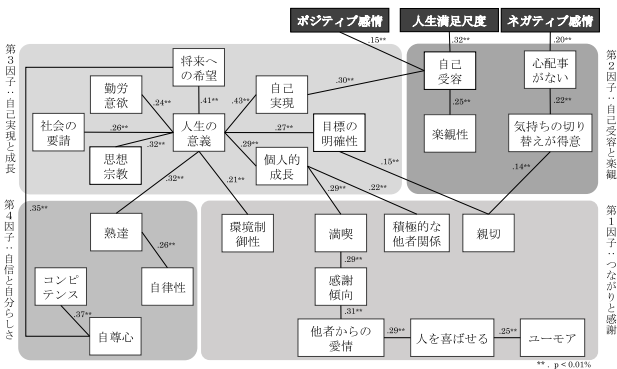 ポジティブ感情
人生満足尺度
ネガティブ感情
.15**
.32**
.20**
第3因子：自己実現と成長
将来へ
の希望
自己
受容
心配事
がない
第2因子：自己受容と楽観
.30**
勤労
意欲
.41**
.43**
自己
実現
.24**
.25**
.22**
社会の
要請
.26**
人生の
意義
.27**
目標の
明確性
楽観性
気持ちの切り
替えが得意
.32**
思想
宗教
.29**
個人的
成長
.15**
.14**
.32**
.21**
.29**
.22**
第4因子：自信と自分らしさ
.35**
熟達
環境制
御性
満喫
積極的な
他者関係
親切
第1因子：つながりと感謝
.26**
.29**
コンピ
テンス
自律性
感謝
傾向
.37**
.31**
自尊心
他者からの
愛情
.29**
人を喜ばせる
.25**
ユーモア
**．p < 0.01%